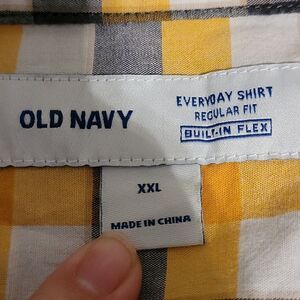 OLD NAVY
EVERYDAY SHIRT
REGULAR FIT
BUILT-IN FLEX
XXL
MADE IN CHINA